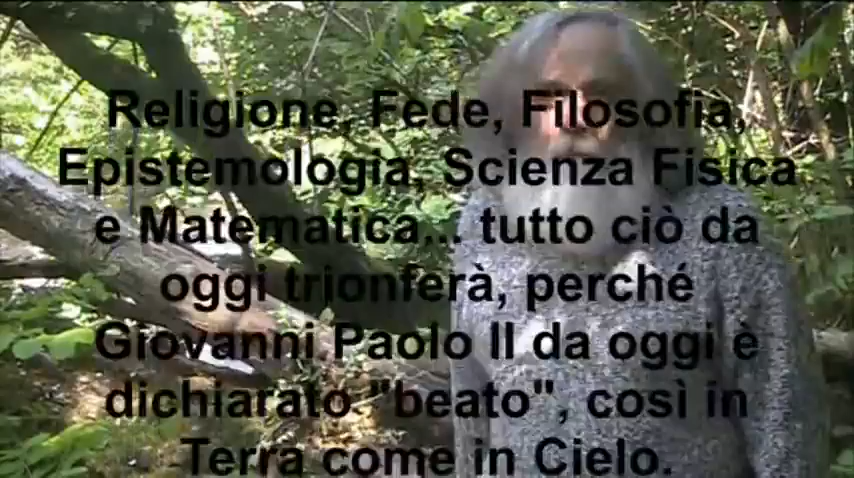 Religione, Fede, Filosofia,
Epistemologia, Scienza Fisica
e Matematica... tutto ciò da
oggi trionferà, perché
Giovanni Paolo II da oggi è
dichiarato "beato", così in
Terra come in Cielo.